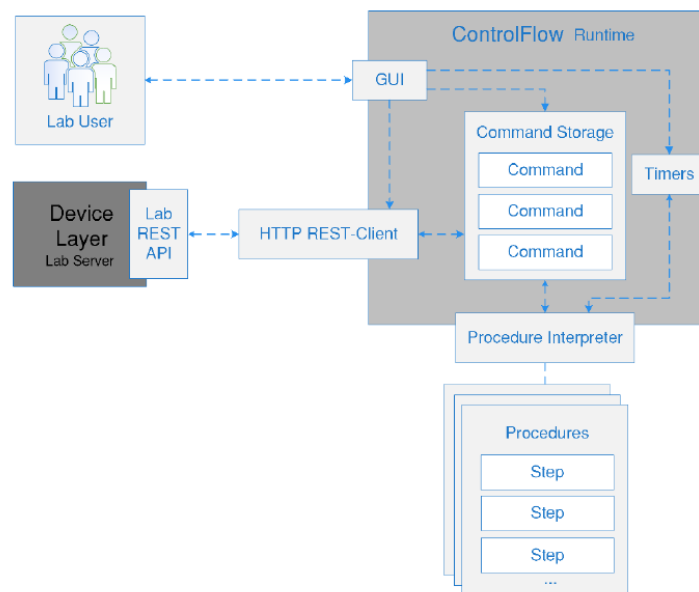 ControlFlow Runtime
GUI
Lab User
Command Storage
Command
Command
Command
Timers
Device
Layer
Lab Server
Lab
REST
API
HTTP REST-Client
Procedure Interpreter
Procedures
Step
Step
Step
...